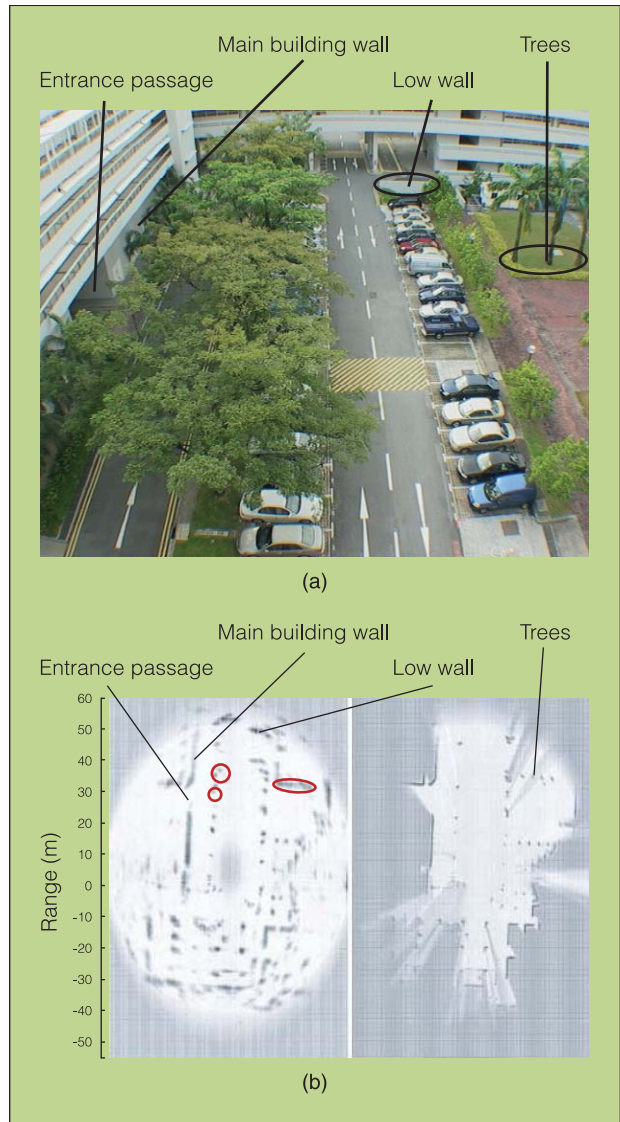 Main building wall
Trees
Entrance passage
Low wall
(a)
Main building wall
Trees
Entrance passage
Low wall
Range (m)
60
50
40
30
20
10
0
-10
-20
-30
-40
-50
(b)